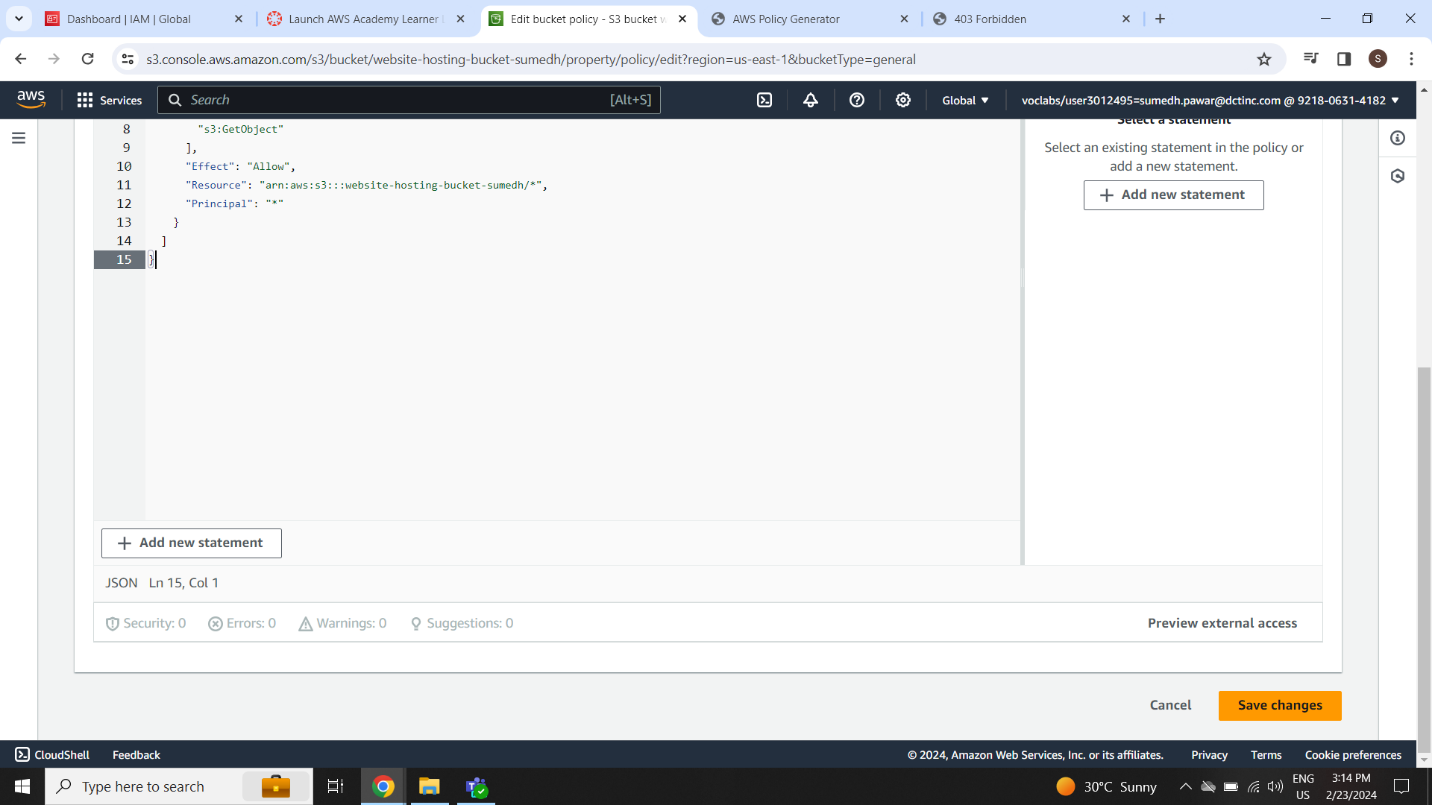 Dashboard | IAM | Global
Launch AWS Academy Learner
Edit bucket policy - S3 bucket
AWS Policy Generator
403 Forbidden
s3.console.aws.amazon.com/s3/bucket/website-hosting-bucket-sumedh/property/policy/edit?region=us-east-1&bucketType=general
S
aws
Services
Search
[Alt+S]
Global
voclabs/user3012495=sumedh.pawar@dctinc.com @ 9218-0631-4182
8 "s3:GetObject"
9 ],
10 "Effect": "Allow",
11 "Resource": "arn:aws:s3:::website-hosting-bucket-sumedh/*",
12 "Principal": "*"
13 }
14 ]
15 }
Select a statement
Select an existing statement in the policy or
add a new statement.
+ Add new statement
+ Add new statement
JSON Ln 15, Col 1
Security: 0 Errors: 0 Warnings: 0 Suggestions: 0
Preview external access
Cancel
Save changes
CloudShell
Feedback
© 2024, Amazon Web Services, Inc. or its affiliates.
Privacy
Terms
Cookie preferences
Type here to search
30°C Sunny
ENG
US
3:14 PM
2/23/2024